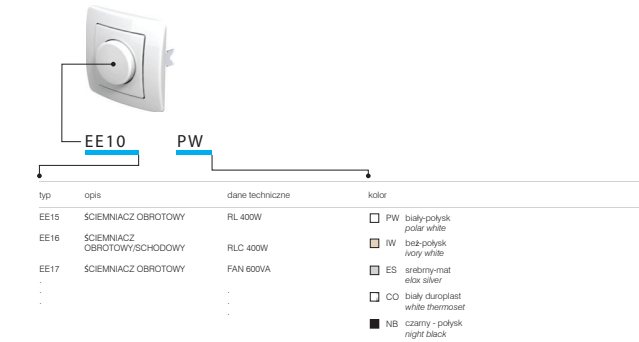 EE10 PW
typ opis dane techniczne kolor
EE15 ŚCIEMNIACZ OBROTOWY RL 400W
EE16 ŚCIEMNIACZ
OBROTOWY/SCHODOWY RLC 400W
EE17 ŚCIEMNIACZ OBROTOWY FAN 600VA
. .
. .
. .
PW biały-połysk
polar white
IW beż-połysk
ivory white
ES srebrny-mat
elox silver
CO biały duroplast
white thermoset
NB czarny - połysk
night black